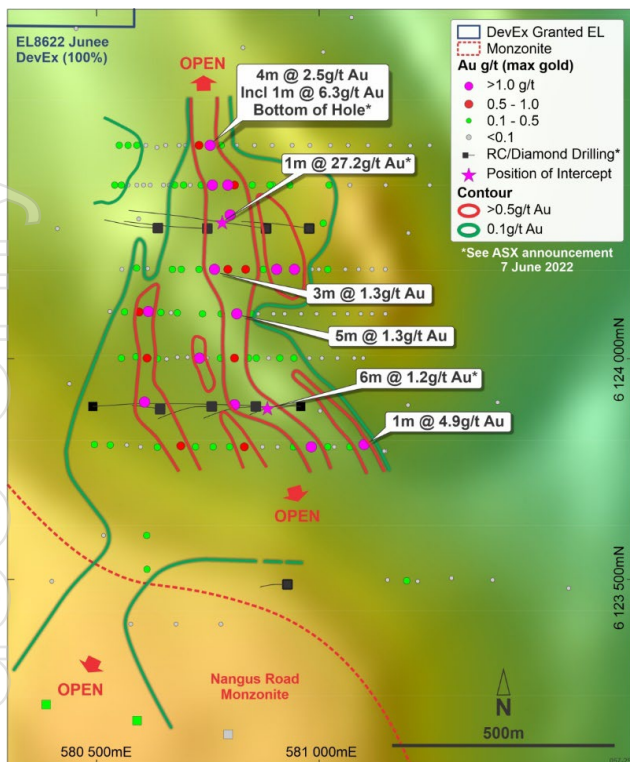 EL8622 Junee
DevEx (100%)
OPEN
4m @ 2.5g/t Au
Incl 1m @ 6.3g/t Au
Bottom of Hole*
1m @ 27.2g/t Au*
3m @ 1.3g/t Au
5m @ 1.3g/t Au
6m @ 1.2g/t Au*
1m @ 4.9g/t Au
OPEN
OPEN
Nangus Road
Monzonite
DevEx Granted EL
Monzonite
Au g/t (max gold)
>1.0 g/t
0.5 - 1.0
0.1 - 0.5
<0.1
RC/Diamond Drilling*
Position of Intercept
Contour
>0.5g/t Au
0.1g/t Au
*See ASX announcement
7 June 2022
6 124 000mN
6 123 500mN
N
500m
580 500mE
581 000mE